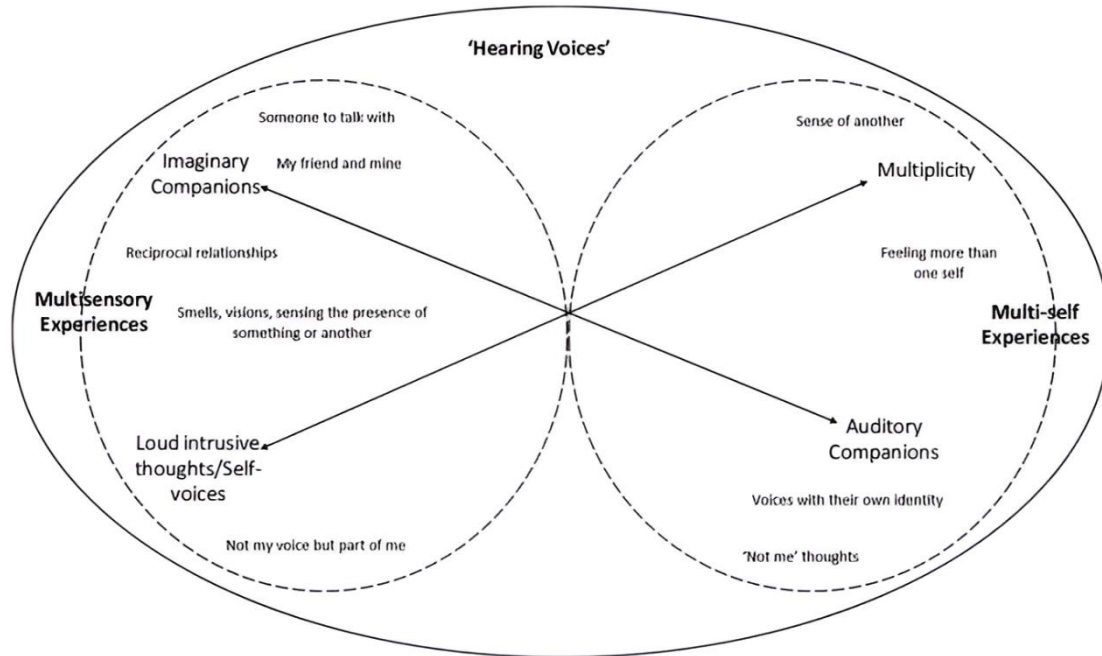 ‘Hearing Voices’
Someone to talk with
My friend and mine
Imaginary
Companions
Reciprocal relationships
Multisensory
Experiences
Smells, visions, sensing the presence of
something or another
Loud intrusive
thoughts/Self-
voices
Not my voice but part of me
Sense of another
Multiplicity
Feeling more than
one self
Multi-self
Experiences
Auditory
Companions
Voices with their own identity
‘Not me’ thoughts